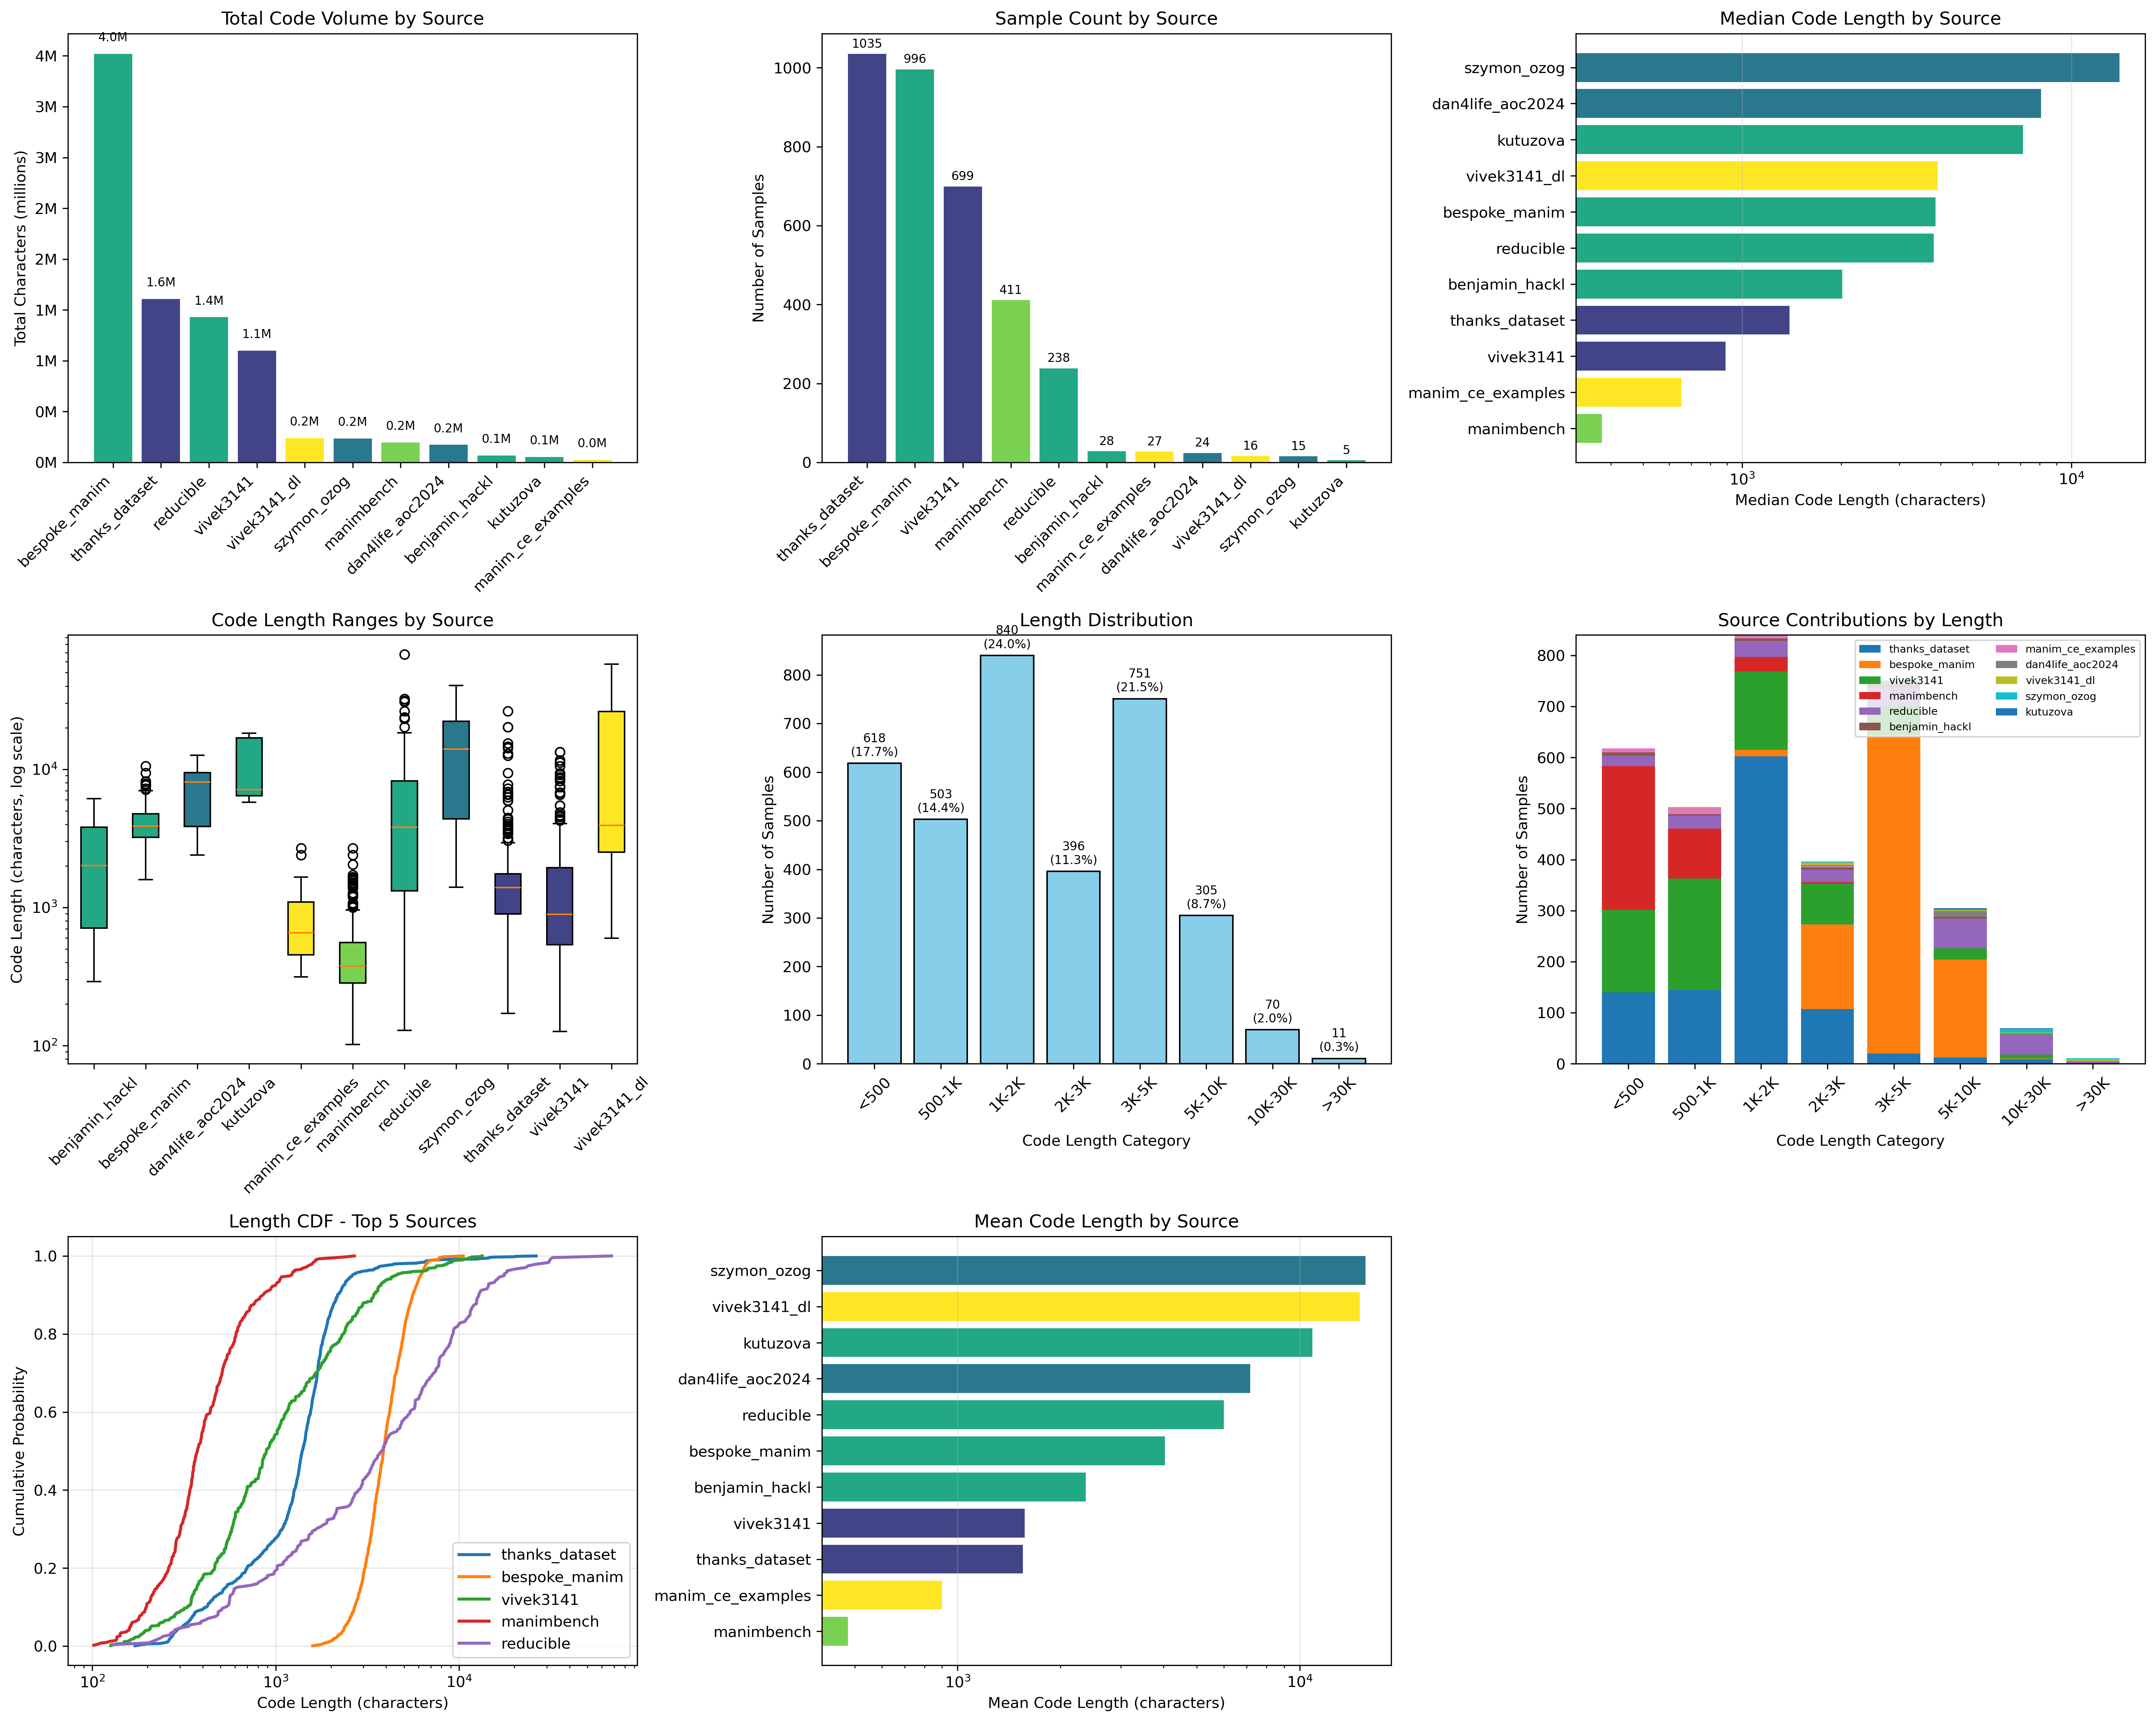 Total Code Volume by Source
Total Characters (millions)
4M
3M
3M
2M
2M
1M
1M
0M
0M
4.0M
1.6M
1.4M
1.1M
0.2M
0.2M
0.2M
0.2M
0.1M
0.1M
0.0M
bespoke_manim
thanks_dataset
reducible
vivek3141
vivek3141_dl
szymon_ozog
manimbench
dan4life_aoc2024
benjamin_hackl
kutuzova
manim_ce_examples
Sample Count by Source
Number of Samples
1000
800
600
400
200
0
1035
996
699
411
238
28
27
24
16
15
5
thanks_dataset
bespoke_manim
vivek3141
manimbench
reducible
benjamin_hackl
manim_ce_examples
dan4life_aoc2024
vivek3141_dl
szymon_ozog
kutuzova
Median Code Length by Source
szymon_ozog
dan4life_aoc2024
kutuzova
vivek3141_dl
bespoke_manim
reducible
benjamin_hackl
thanks_dataset
vivek3141
manim_ce_examples
manimbench
10³
10⁴
Median Code Length (characters)
Code Length Ranges by Source
Code Length (characters, log scale)
10⁴
10³
10²
benjamin_hackl
bespoke_manim
dan4life_aoc2024
kutuzova
manim_ce_examples
manimbench
reducible
szymon_ozog
thanks_dataset
vivek3141
vivek3141_dl
Length Distribution
Number of Samples
800
700
600
500
400
300
200
100
0
618
(17.7%)
503
(14.4%)
840
(24.0%)
396
(11.3%)
751
(21.5%)
305
(8.7%)
70
(2.0%)
11
(0.3%)
<500
500-1K
1K-2K
2K-3K
3K-5K
5K-10K
10K-30K
>30K
Code Length Category
Source Contributions by Length
Number of Samples
800
700
600
500
400
300
200
100
0
thanks_dataset
bespoke_manim
vivek3141
manimbench
reducible
benjamin_hackl
manim_ce_examples
dan4life_aoc2024
vivek3141_dl
szymon_ozog
kutuzova
<500
500-1K
1K-2K
2K-3K
3K-5K
5K-10K
10K-30K
>30K
Code Length Category
Length CDF - Top 5 Sources
Cumulative Probability
1.0
0.8
0.6
0.4
0.2
0.0
thanks_dataset
bespoke_manim
vivek3141
manimbench
reducible
10²
10³
10⁴
Code Length (characters)
Mean Code Length by Source
szymon_ozog
vivek3141_dl
kutuzova
dan4life_aoc2024
reducible
bespoke_manim
benjamin_hackl
vivek3141
thanks_dataset
manim_ce_examples
manimbench
10³
10⁴
Mean Code Length (characters)